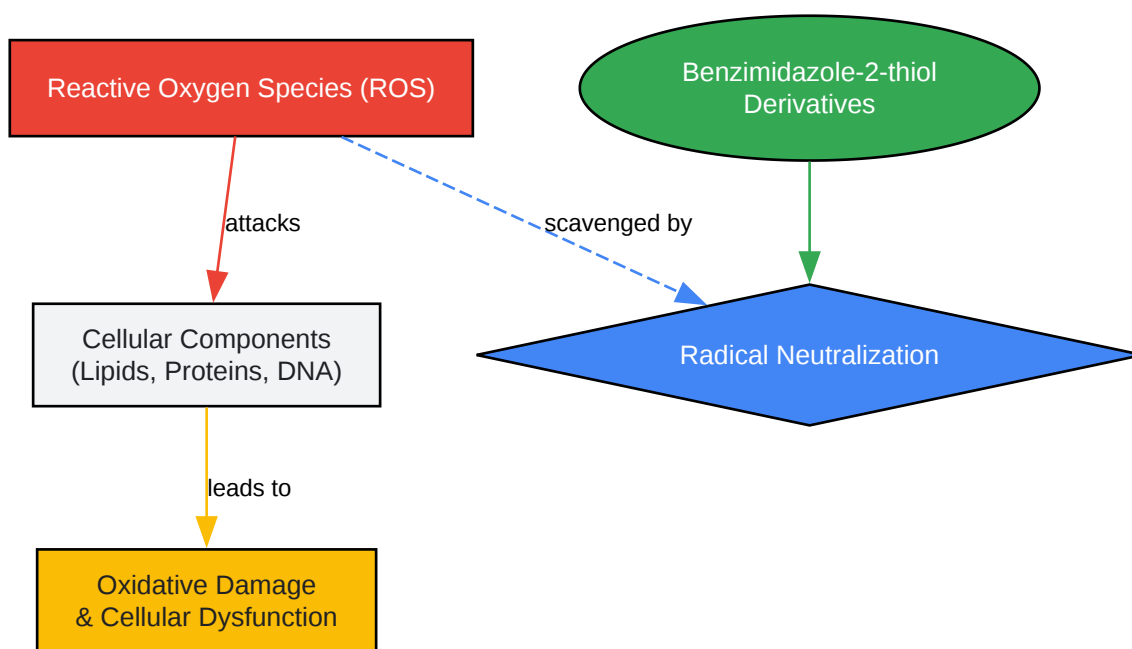 Reactive Oxygen Species (ROS)
Benzimidazole-2-thiol
Derivatives
attacks
scavenged by
Cellular Components
(Lipids, Proteins, DNA)
Radical Neutralization
leads to
Oxidative Damage
& Cellular Dysfunction